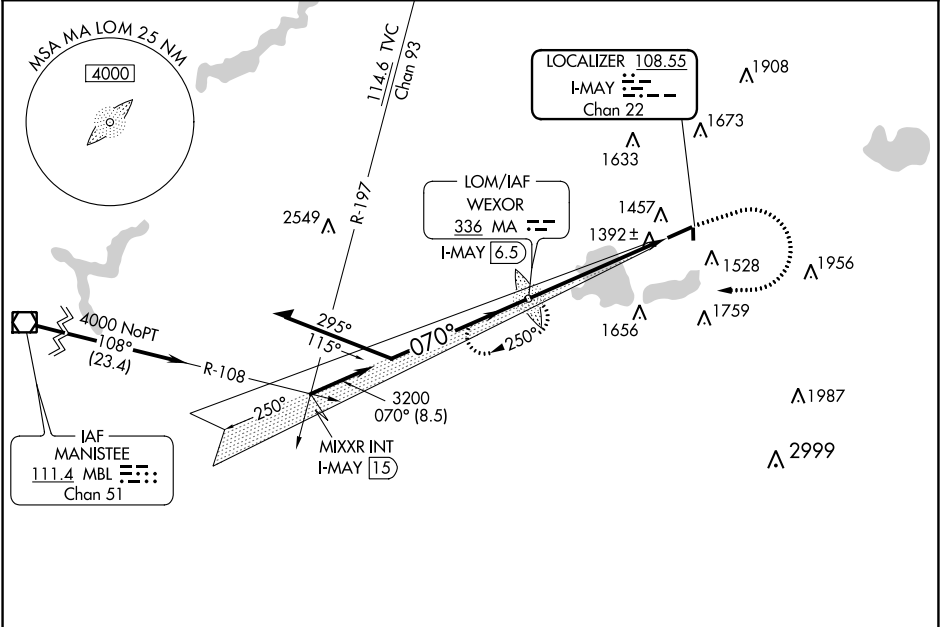 MSA MA LOM 25 NM
4000
114.6 TVC
Chan 93
R-197
LOCALIZER 108.55
I-MAY
Chan 22
1908
1673
1633
LOM/IAF
WEXOR
336 MA
I-MAY 6.5
2549
1457
1392 ±
1528
1956
1656
1759
4000 NoPT
108°
(23.4)
R-108
295°
115°
070°
250°
250°
3200
070° (8.5)
MIXXR INT
I-MAY 15
IAF
MANISTEE
111.4 MBL
Chan 51
1987
2999